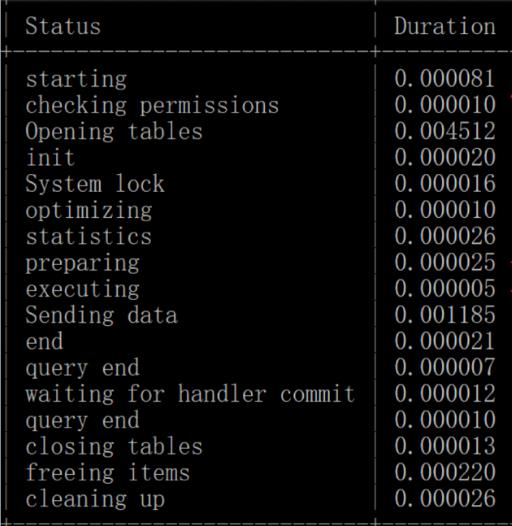 Status Duration
starting 0.000081
checking permissions 0.000010
Opening tables 0.004512
init 0.000020
System lock 0.000016
optimizing 0.000010
statistics 0.000026
preparing 0.000025
executing 0.000005
Sending data 0.001185
end 0.000021
query end 0.000007
waiting for handler commit 0.000012
query end 0.000010
closing tables 0.000013
freeing items 0.000220
cleaning up 0.000026